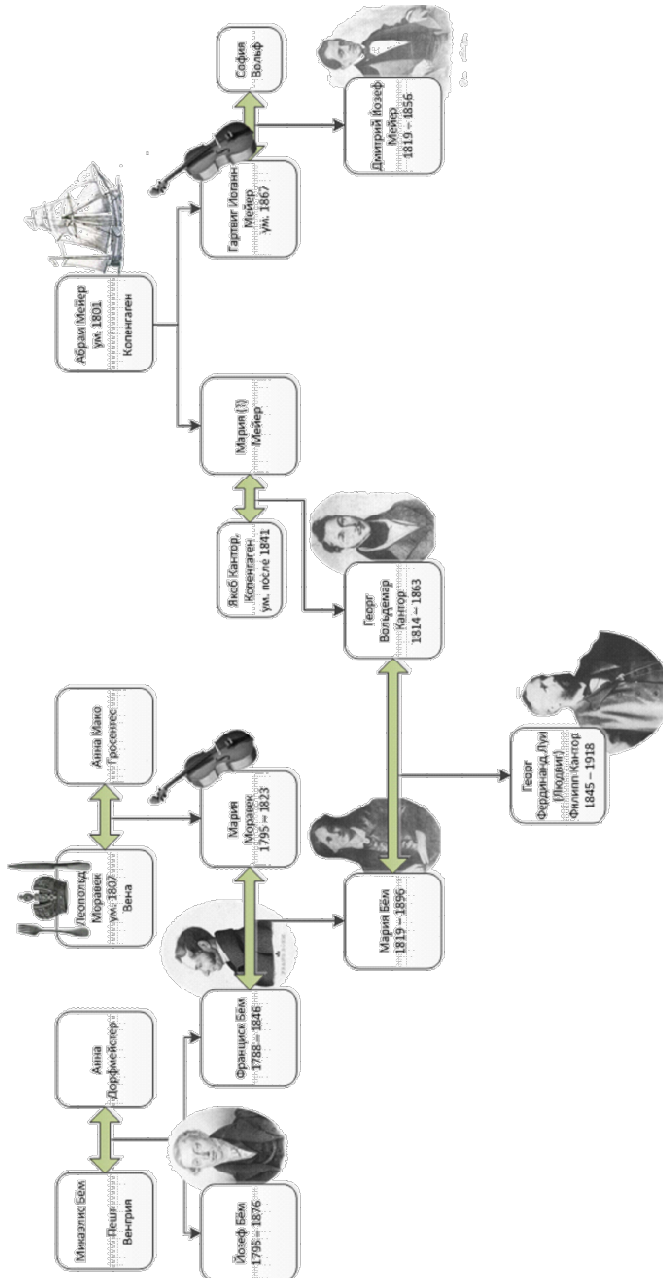 Микаэлис Бём
Пешт
Венгрия
Анна
Дорфмейстер
Леопольд
Моравек
ум. 1807
Вена
Анна Мако
Гросентес
Абрам Мейер
ум. 1801
Копенгаген
Йозеф Бём
1795 – 1876
Франциск Бём
1788 – 1846
Мария
Моравек
1795 – 1823
Якоб Кантор,
Копенгаген
ум. после 1841
Мария (?)
Мейер
Гартвиг Иоганн
Мейер
ум. 1867
София
Вольф
Мария Бём
1819 – 1896
Георг
Вольдемар
Кантор
1814 – 1863
Дмитрий Йозеф
Мейер
1819 – 1856
Георг
Фердинанд Луи
(Людвиг)
Филипп Кантор
1845 – 1918